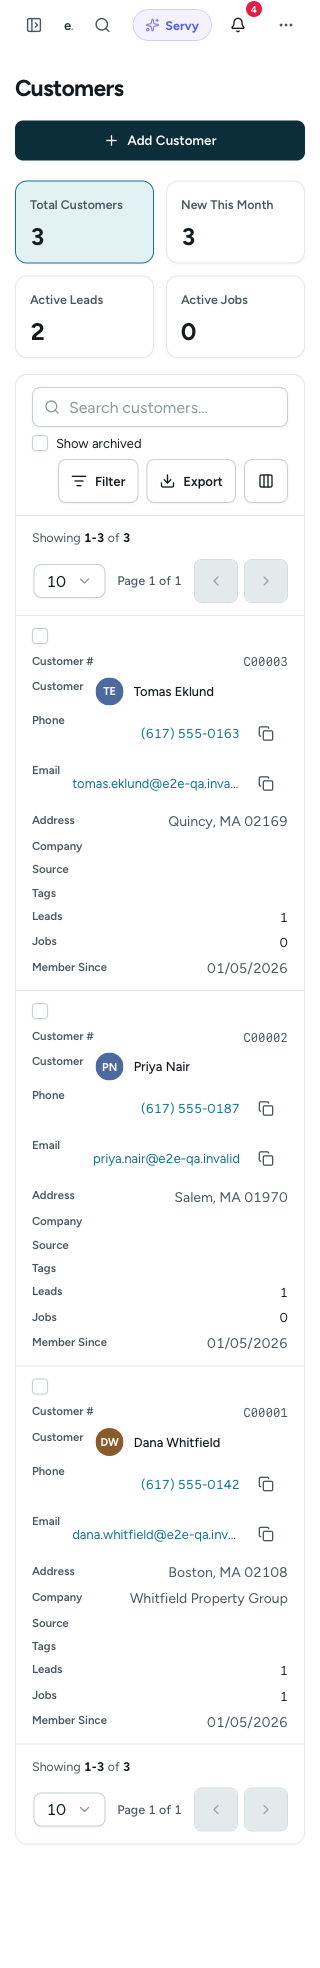 e.
Servy
4
Customers
Add Customer
Total Customers
3
New This Month
3
Active Leads
2
Active Jobs
0
Search customers...
Show archived
Filter
Export
Showing 1-3 of 3
10
Page 1 of 1
Customer #
C00003
Customer
TE
Tomas Eklund
Phone
(617) 555-0163
Email
tomas.eklund@e2e-qa.inva...
Address
Quincy, MA 02169
Company
Source
Tags
Leads
1
Jobs
0
Member Since
01/05/2026
Customer #
C00002
Customer
PN
Priya Nair
Phone
(617) 555-0187
Email
priya.nair@e2e-qa.invalid
Address
Salem, MA 01970
Company
Source
Tags
Leads
1
Jobs
0
Member Since
01/05/2026
Customer #
C00001
Customer
DW
Dana Whitfield
Phone
(617) 555-0142
Email
dana.whitfield@e2e-qa.inv...
Address
Boston, MA 02108
Company
Whitfield Property Group
Source
Tags
Leads
1
Jobs
1
Member Since
01/05/2026
Showing 1-3 of 3
10
Page 1 of 1